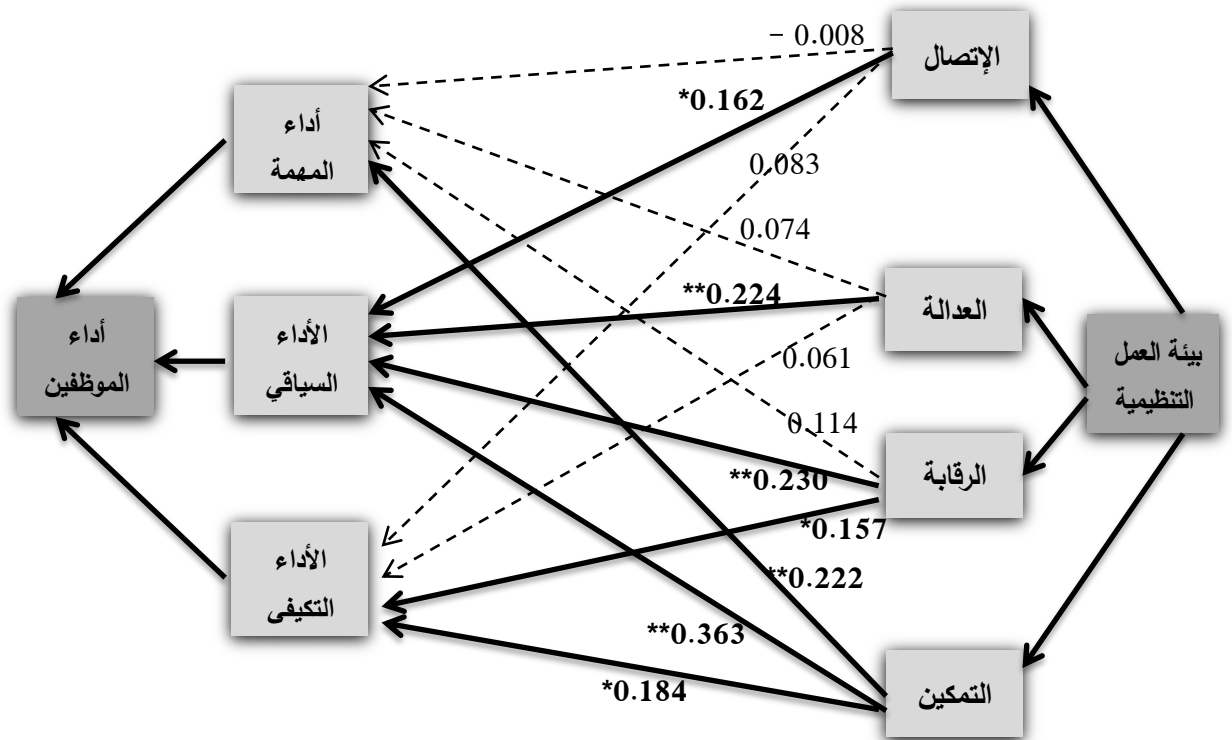 − 0.008
الإتصال
*0.162
أداء
المهمة
0.083
0.074
**0.224
العدالة
أداء
الموظفين
الأداء
السياقي
بيئة العمل
التنظيمية
0.061
0.114
الرقابة
**0.230
*0.157
الأداء
التكيفى
**0.222
**0.363
*0.184
التمكين